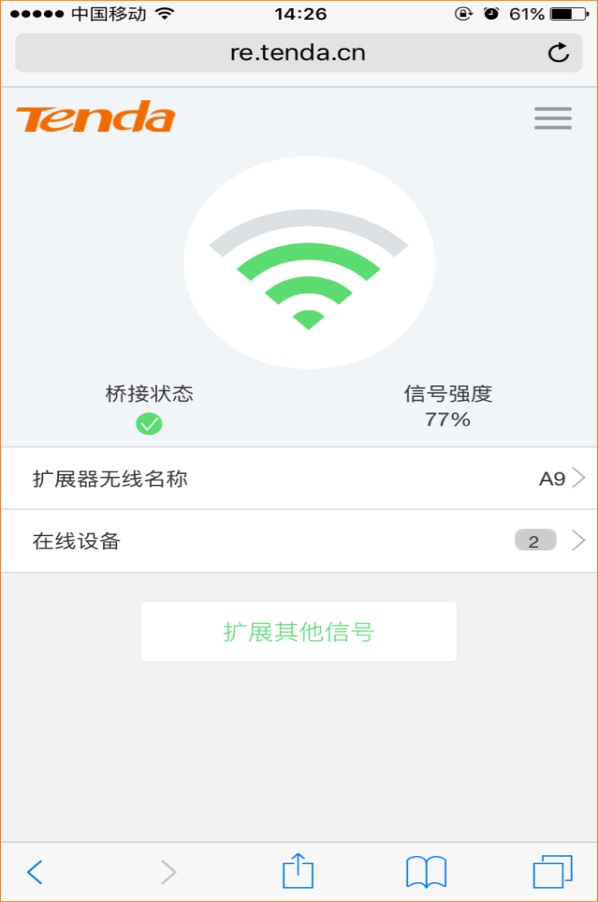 中国移动 14:26 61%
re.tenda.cn
Tenda
桥接状态 信号强度
77%
扩展器无线名称 A9
在线设备 2
扩展其他信号